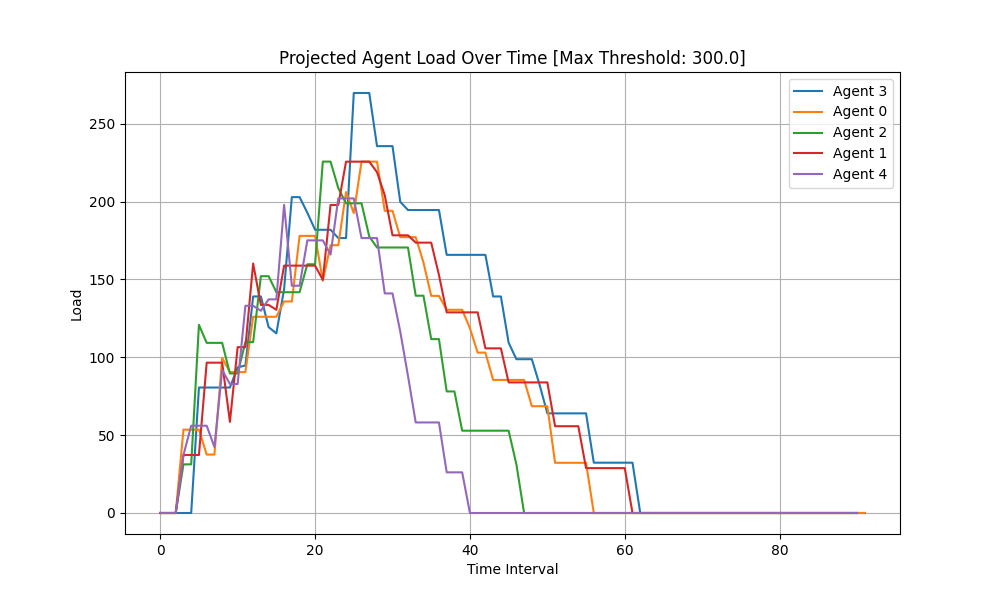 Projected Agent Load Over Time [Max Threshold: 300.0]
Load
250
200
150
100
50
0
0 20 40 60 80
Time Interval
Agent 3
Agent 0
Agent 2
Agent 1
Agent 4